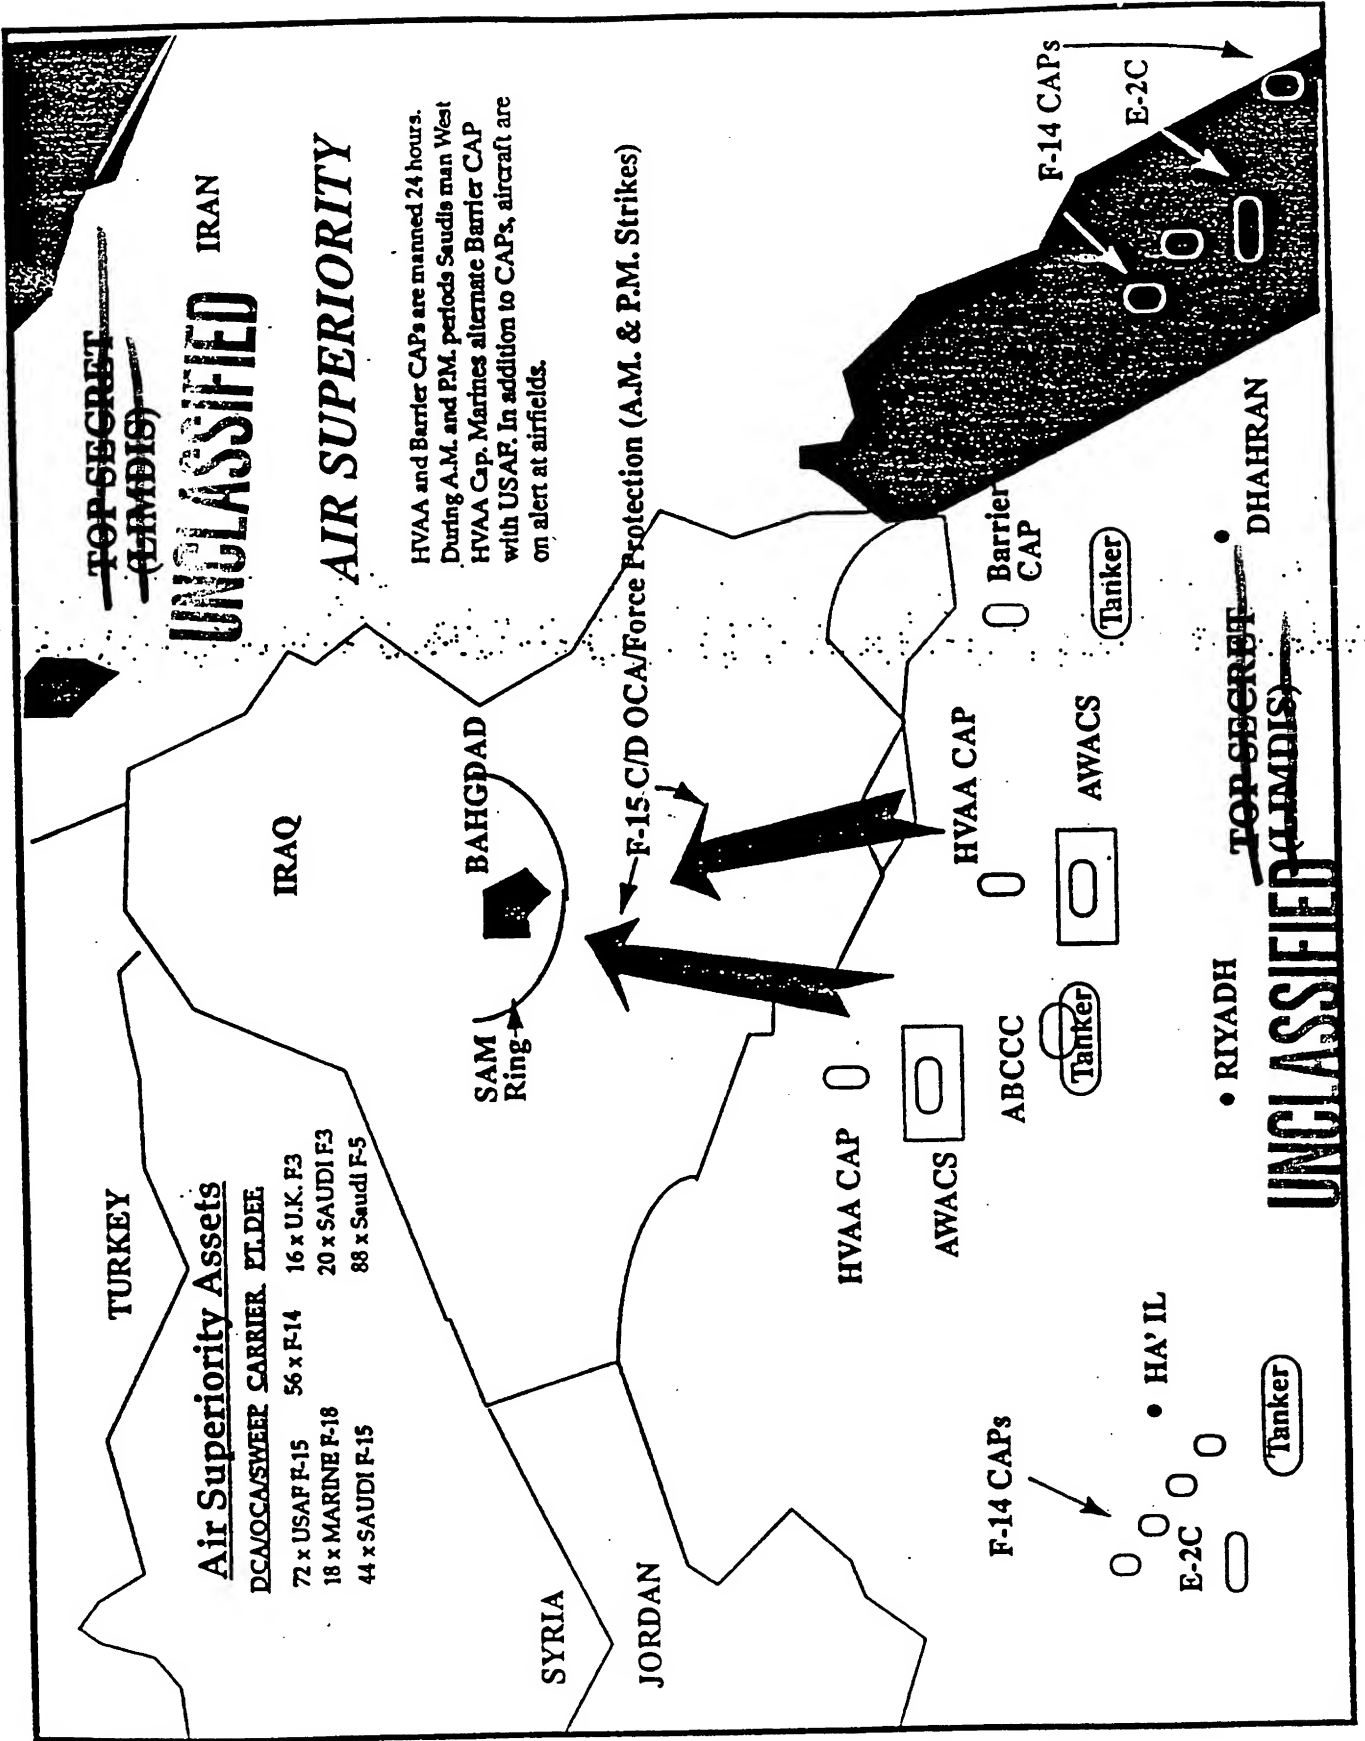 TOP SECRET
(LIMDIS)
UNCLASSIFIED
IRAN
AIR SUPERIORITY
HVAA and Barrier CAPs are manned 24 hours.
During A.M. and P.M. periods Saudis man West
HVAA Cap. Marines alternate Barrier CAP
with USAF. In addition to CAPs, aircraft are
on alert at airfields.
TURKEY
Air Superiority Assets
DCA/OCA/SWEEP CARRIER PT.DEF.
72 x USAF F-15 56 x F-14 16 x U.K. F3
18 x MARINE F-18 20 x SAUDI F3
44 x SAUDI F-15 88 x Saudi F-5
IRAQ
BAHGDAD
SAM
Ring
F-15 C/D OCA/Force Protection (A.M. & P.M. Strikes)
SYRIA
JORDAN
HVAA CAP
AWACS
ABCCC
Tanker
HVAA CAP
AWACS
Barrier
CAP
Tanker
F-14 CAPs
E-2C
F-14 CAPs
E-2C
HA' IL
Tanker
RIYADH
DHAHRAN
TOP SECRET
(LIMDIS)
UNCLASSIFIED